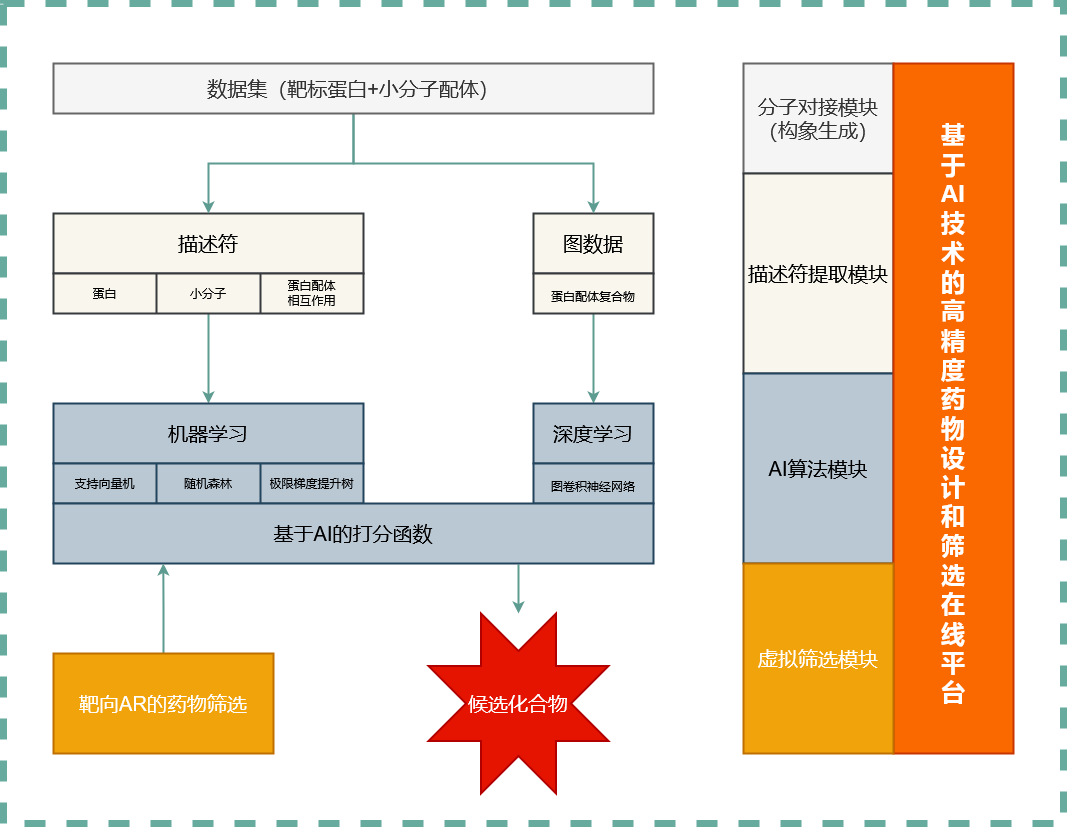 数据集（靶标蛋白+小分子配体）
描述符
蛋白
小分子
蛋白配体
相互作用
图数据
蛋白配体复合物
机器学习
支持向量机
随机森林
极限梯度提升树
深度学习
图卷积神经网络
基于AI的打分函数
靶向AR的药物筛选
候选化合物
分子对接模块
（构象生成）
描述符提取模块
AI算法模块
虚拟筛选模块
基于AI技术的高精度药物设计和筛选在线平台